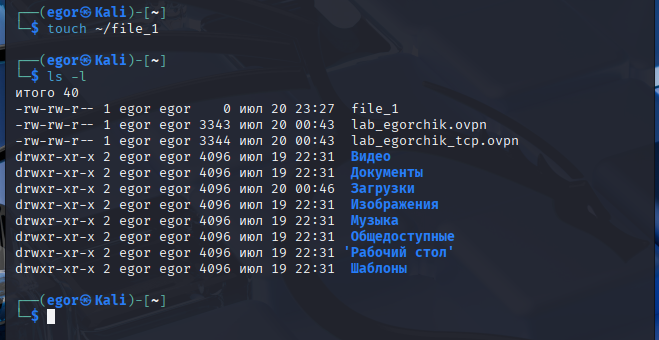 ┌──(egor㉿Kali)-[~]
└─$ touch ~/file_1
┌──(egor㉿Kali)-[~]
└─$ ls -l
итого 40
-rw-rw-r-- 1 egor egor    0 июл 20 23:27  file_1
-rw-rw-r-- 1 egor egor 3343 июл 20 00:43  lab_egorchik.ovpn
-rw-rw-r-- 1 egor egor 3344 июл 20 00:43  lab_egorchik_tcp.ovpn
drwxr-xr-x 2 egor egor 4096 июл 19 22:31  Видео
drwxr-xr-x 2 egor egor 4096 июл 19 22:31  Документы
drwxr-xr-x 2 egor egor 4096 июл 20 00:46  Загрузки
drwxr-xr-x 2 egor egor 4096 июл 19 22:31  Изображения
drwxr-xr-x 2 egor egor 4096 июл 19 22:31  Музыка
drwxr-xr-x 2 egor egor 4096 июл 19 22:31  Общедоступные
drwxr-xr-x 2 egor egor 4096 июл 19 22:31 'Рабочий стол'
drwxr-xr-x 2 egor egor 4096 июл 19 22:31  Шаблоны
┌──(egor㉿Kali)-[~]
└─$